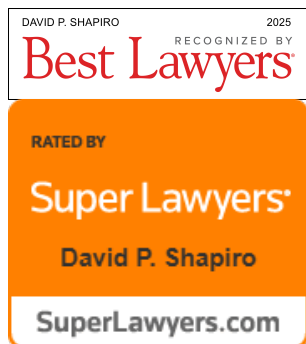 DAVID P. SHAPIRO 2025
RECOGNIZED BY
Best Lawyers®
RATED BY
Super Lawyers®
David P. Shapiro
SuperLawyers.com